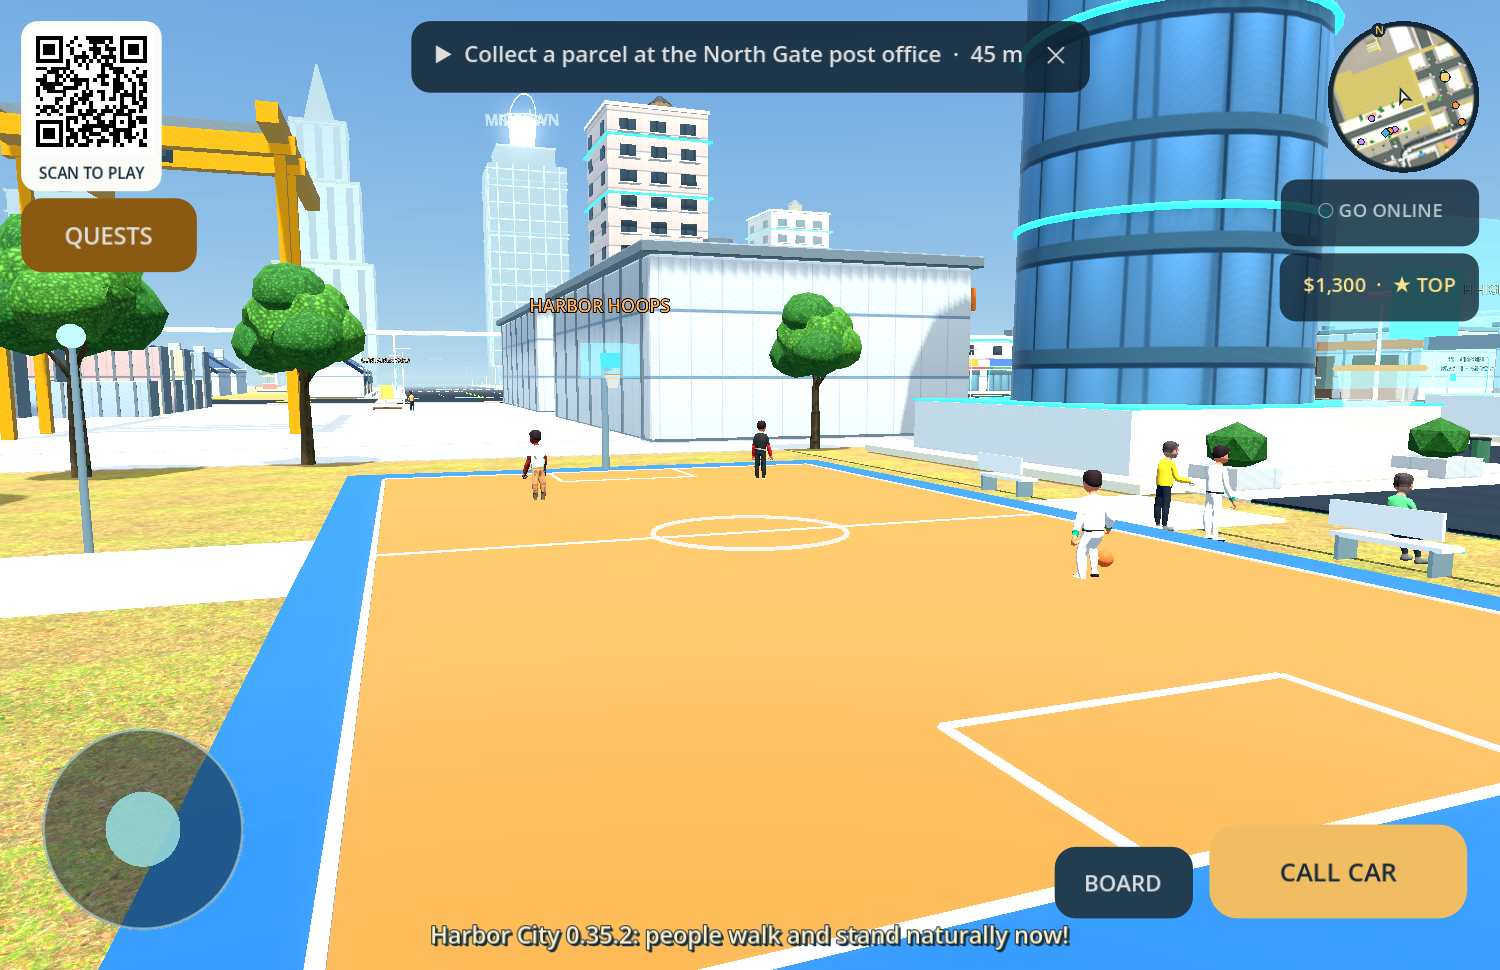 ▶ Collect a parcel at the North Gate post office · 45 m ×
N
SCAN TO PLAY
QUESTS
GO ONLINE
$1,300 · ★ TOP
HARBOR HOOPS
BOARD
CALL CAR
Harbor City 0.35.2: people walk and stand naturally now!